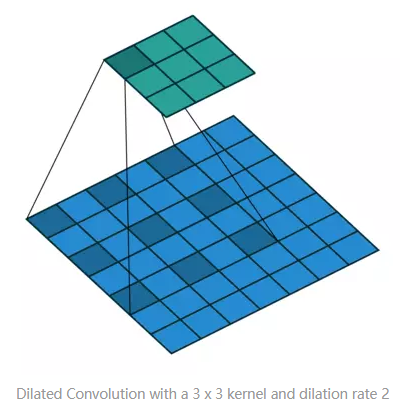 Dilated Convolution with a 3 x 3 kernel and dilation rate 2